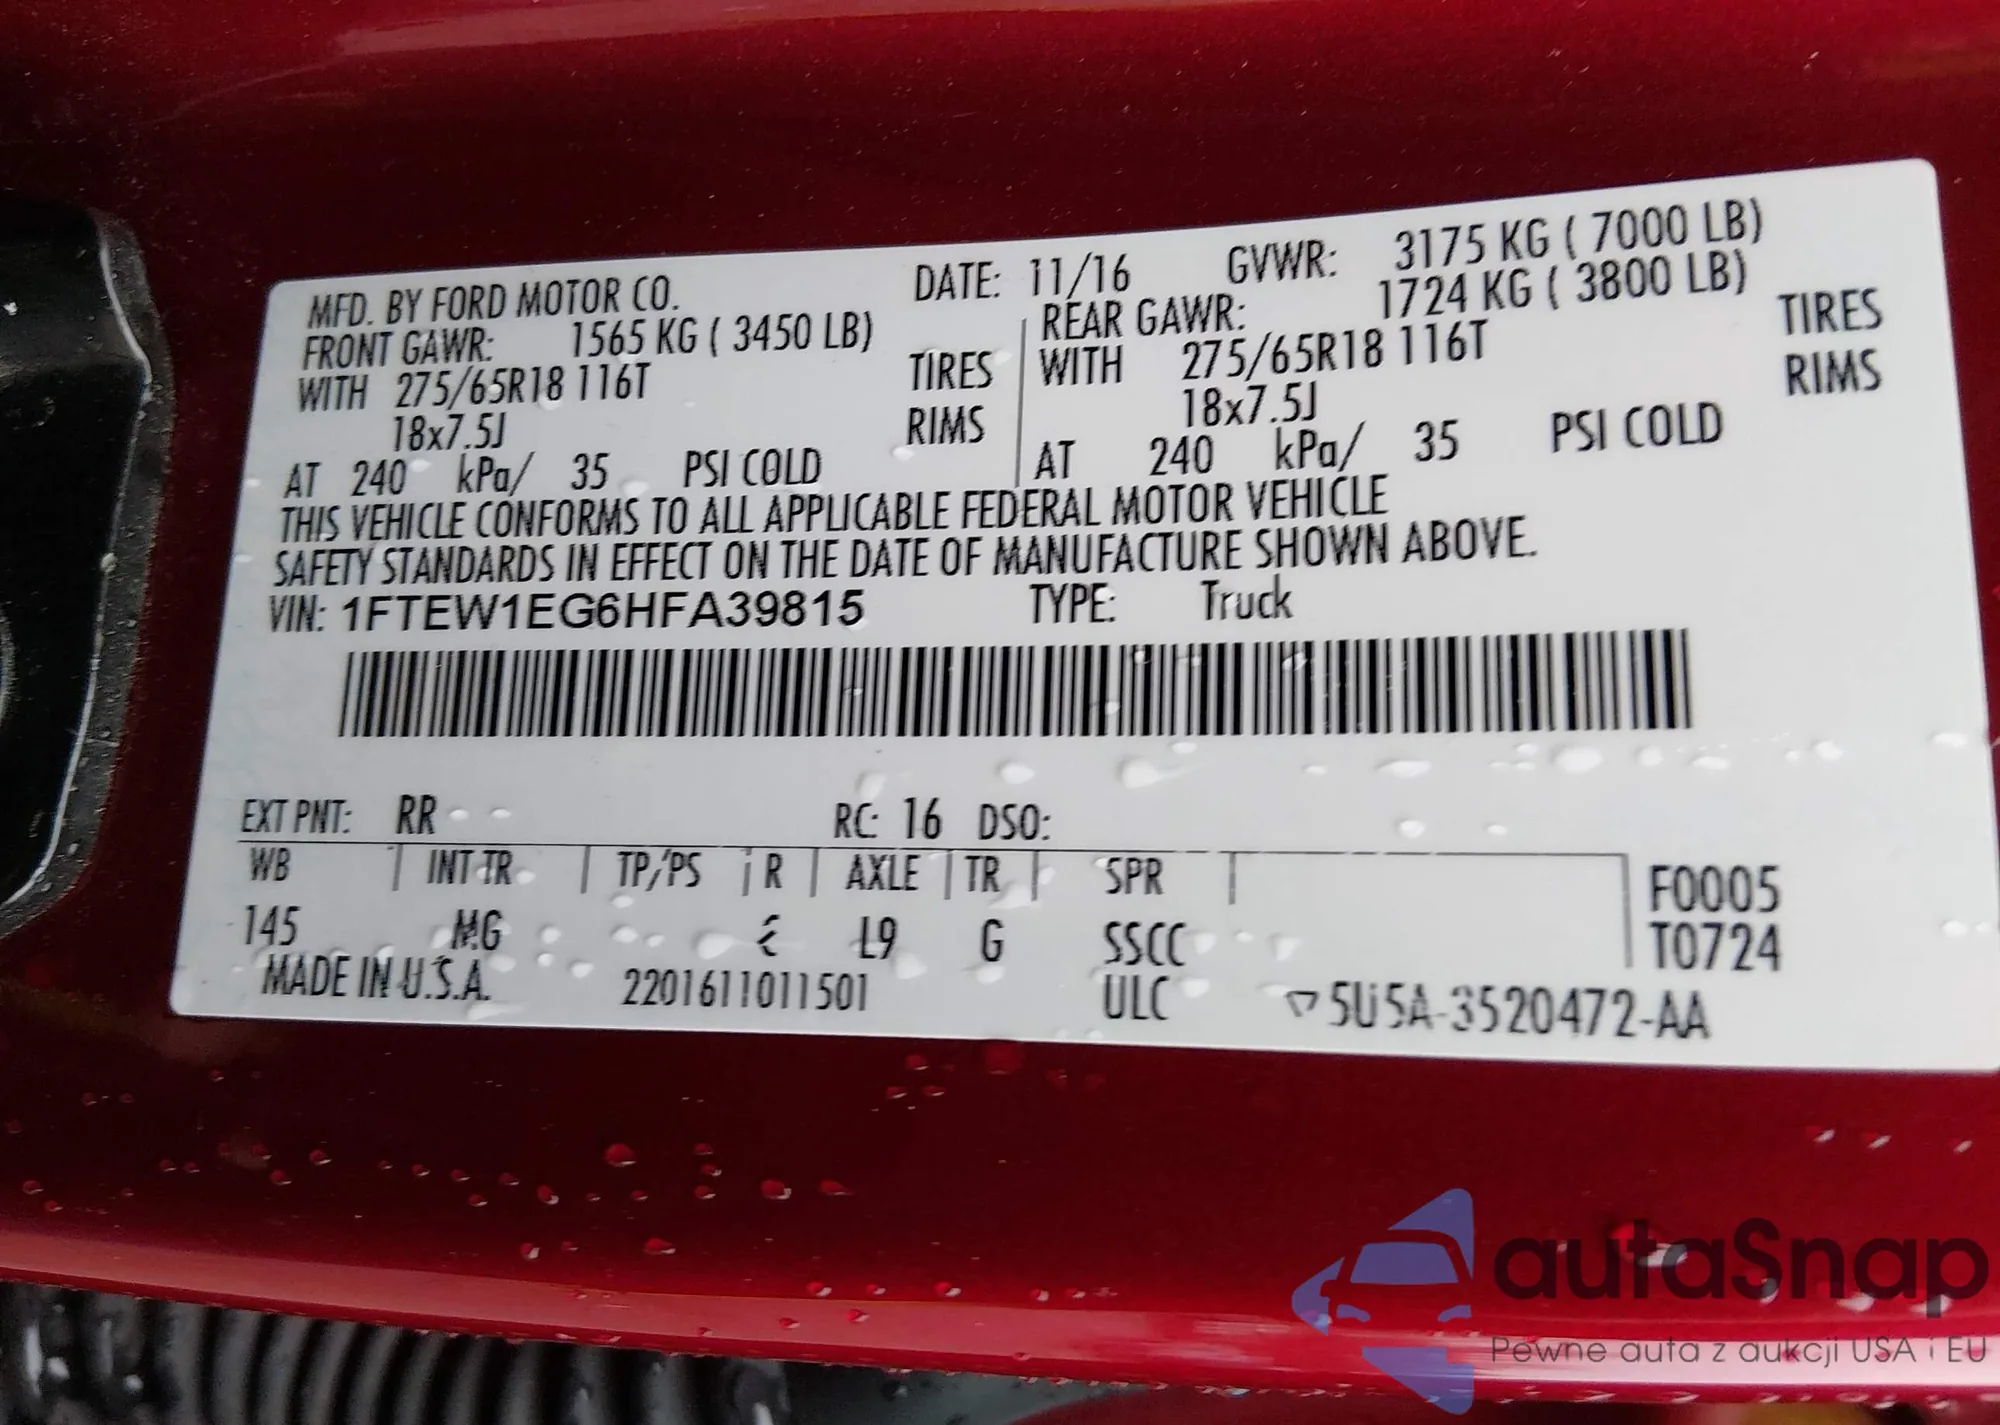 MFD. BY FORD MOTOR CO. DATE: 11/16 GVWR: 3175 KG ( 7000 LB)
FRONT GAWR: 1565 KG ( 3450 LB) REAR GAWR: 1724 KG ( 3800 LB)
WITH 275/65R18 116T TIRES WITH 275/65R18 116T TIRES
18x7.5J RIMS 18x7.5J RIMS
AT 240 kPa/ 35 PSI COLD AT 240 kPa/ 35 PSI COLD
THIS VEHICLE CONFORMS TO ALL APPLICABLE FEDERAL MOTOR VEHICLE
SAFETY STANDARDS IN EFFECT ON THE DATE OF MANUFACTURE SHOWN ABOVE.
VIN: 1FTEW1EG6HFA39815 TYPE: Truck
EXT PNT: RR RC: 16 DSO:
WB INT TR TP/PS R AXLE TR SPR F0005
145 MG L9 G SSCC T0724
MADE IN U.S.A. 2201611011501 ULC 5U5A-3520472-AA
autaSnap
Pewne auta z aukcji USA i EU